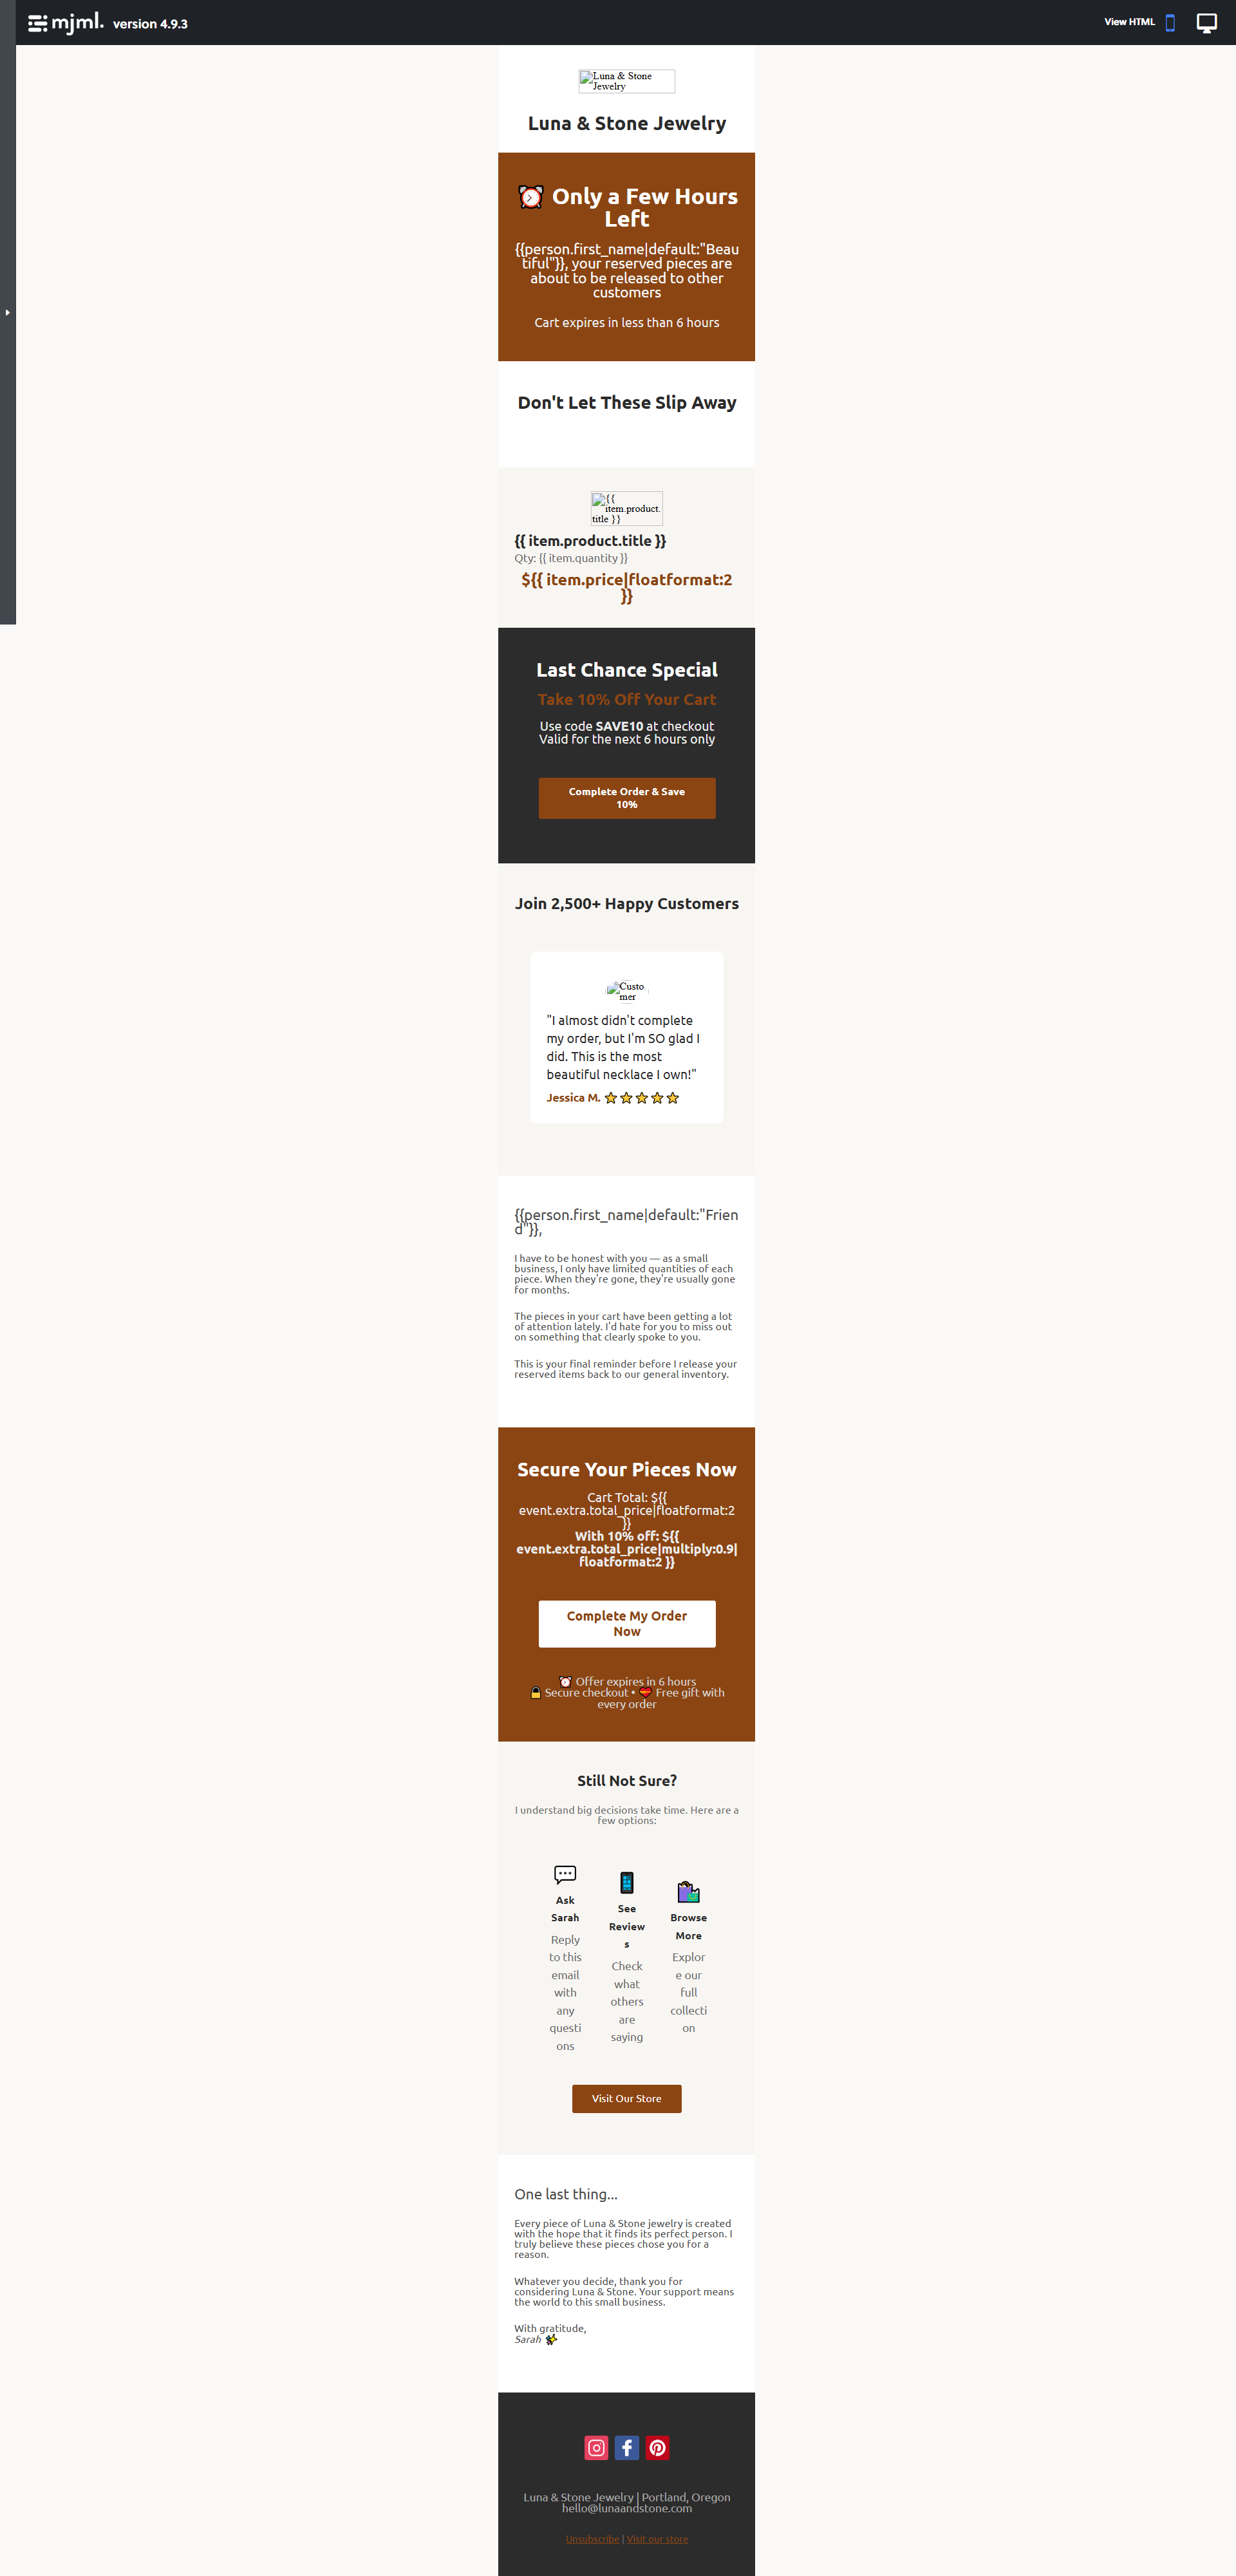 mjml. version 4.9.3
View HTML
Luna & Stone
Jewelry
Luna & Stone Jewelry
⏰ Only a Few Hours
Left
{{person.first_name|default:"Beau
tiful"}}, your reserved pieces are
about to be released to other
customers
Cart expires in less than 6 hours
Don't Let These Slip Away
{{
item.product.
title }}
{{ item.product.title }}
Qty: {{ item.quantity }}
${{ item.price|floatformat:2
}}
Last Chance Special
Take 10% Off Your Cart
Use code SAVE10 at checkout
Valid for the next 6 hours only
Complete Order & Save
10%
Join 2,500+ Happy Customers
Custo
mer
"I almost didn't complete
my order, but I'm SO glad I
did. This is the most
beautiful necklace I own!"
Jessica M. ⭐⭐⭐⭐⭐
{{person.first_name|default:"Frien
d"}},
I have to be honest with you — as a small
business, I only have limited quantities of each
piece. When they're gone, they're usually gone
for months.
The pieces in your cart have been getting a lot
of attention lately. I'd hate for you to miss out
on something that clearly spoke to you.
This is your final reminder before I release your
reserved items back to our general inventory.
Secure Your Pieces Now
Cart Total: ${{
event.extra.total_price|floatformat:2
}}
With 10% off: ${{
event.extra.total_price|multiply:0.9|
floatformat:2 }}
Complete My Order
Now
⏰ Offer expires in 6 hours
🔒 Secure checkout • 💝 Free gift with
every order
Still Not Sure?
I understand big decisions take time. Here are a
few options:
💬
Ask
Sarah
Reply
to this
email
with
any
questi
ons
📱
See
Review
s
Check
what
others
are
saying
🛍️
Browse
More
Explor
e our
full
collecti
on
Visit Our Store
One last thing...
Every piece of Luna & Stone jewelry is created
with the hope that it finds its perfect person. I
truly believe these pieces chose you for a
reason.
Whatever you decide, thank you for
considering Luna & Stone. Your support means
the world to this small business.
With gratitude,
Sarah ✨
Luna & Stone Jewelry | Portland, Oregon
hello@lunaandstone.com
Unsubscribe | Visit our store